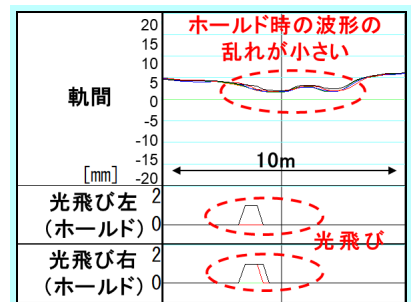 ホールド時の波形の
乱れが小さい
軌間
[mm]
20
15
10
5
0
-5
-10
-15
-20
10m
光飛び左
(ホールド)
2
0
光飛び
光飛び右
(ホールド)
2
0